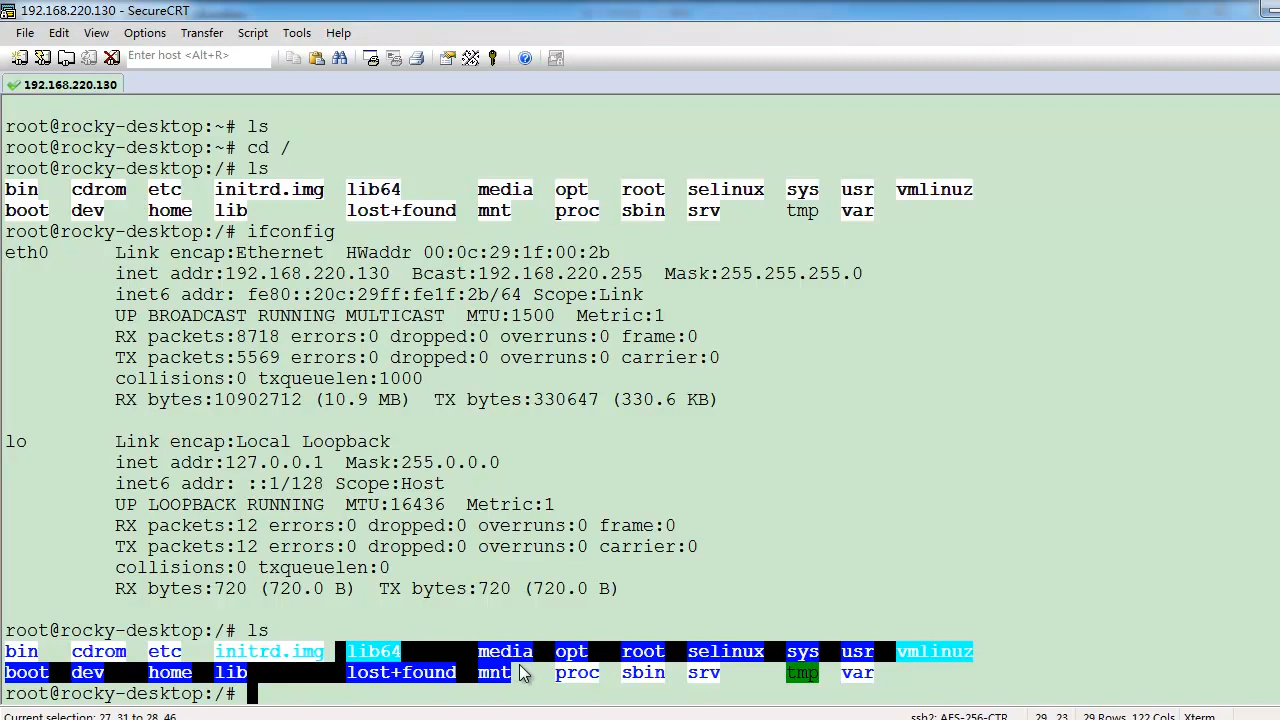 192.168.220.130 - SecureCRT
File Edit View Options Transfer Script Tools Help
Enter host <Alt+R>
192.168.220.130
root@rocky-desktop:~# ls
root@rocky-desktop:~# cd /
root@rocky-desktop:/# ls
bin cdrom etc initrd.img lib64 media opt root selinux sys usr vmlinuz
boot dev home lib lost+found mnt proc sbin srv tmp var
root@rocky-desktop:/# ifconfig
eth0 Link encap:Ethernet HWaddr 00:0c:29:1f:00:2b
inet addr:192.168.220.130 Bcast:192.168.220.255 Mask:255.255.255.0
inet6 addr: fe80::20c:29ff:fe1f:2b/64 Scope:Link
UP BROADCAST RUNNING MULTICAST MTU:1500 Metric:1
RX packets:8718 errors:0 dropped:0 overruns:0 frame:0
TX packets:5569 errors:0 dropped:0 overruns:0 carrier:0
collisions:0 txqueuelen:1000
RX bytes:10902712 (10.9 MB) TX bytes:330647 (330.6 KB)
lo Link encap:Local Loopback
inet addr:127.0.0.1 Mask:255.0.0.0
inet6 addr: ::1/128 Scope:Host
UP LOOPBACK RUNNING MTU:16436 Metric:1
RX packets:12 errors:0 dropped:0 overruns:0 frame:0
TX packets:12 errors:0 dropped:0 overruns:0 carrier:0
collisions:0 txqueuelen:0
RX bytes:720 (720.0 B) TX bytes:720 (720.0 B)
root@rocky-desktop:/# ls
bin cdrom etc initrd.img lib64 media opt root selinux sys usr vmlinuz
boot dev home lib lost+found mnt proc sbin srv tmp var
root@rocky-desktop:/#
Current selection: 27, 31 to 28, 46 ssh2: AES-256-CTR 29, 23 29 Rows, 122 Cols Xterm